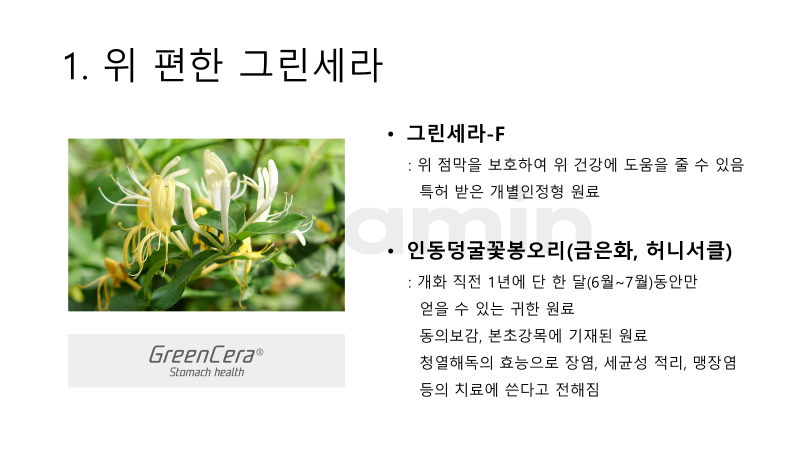 1. 위 편한 그린세라
• 그린세라-F
: 위 점막을 보호하여 위 건강에 도움을 줄 수 있음
특허 받은 개별인정형 원료
amin
• 인동덩굴꽃봉오리(금은화, 허니서클)
: 개화 직전 1년에 단 한 달(6월~7월)동안만
얻을 수 있는 귀한 원료
동의보감, 본초강목에 기재된 원료
청열해독의 효능으로 장염, 세균성 적리, 맹장염
등의 치료에 쓴다고 전해짐
GreenCera®
Stomach health